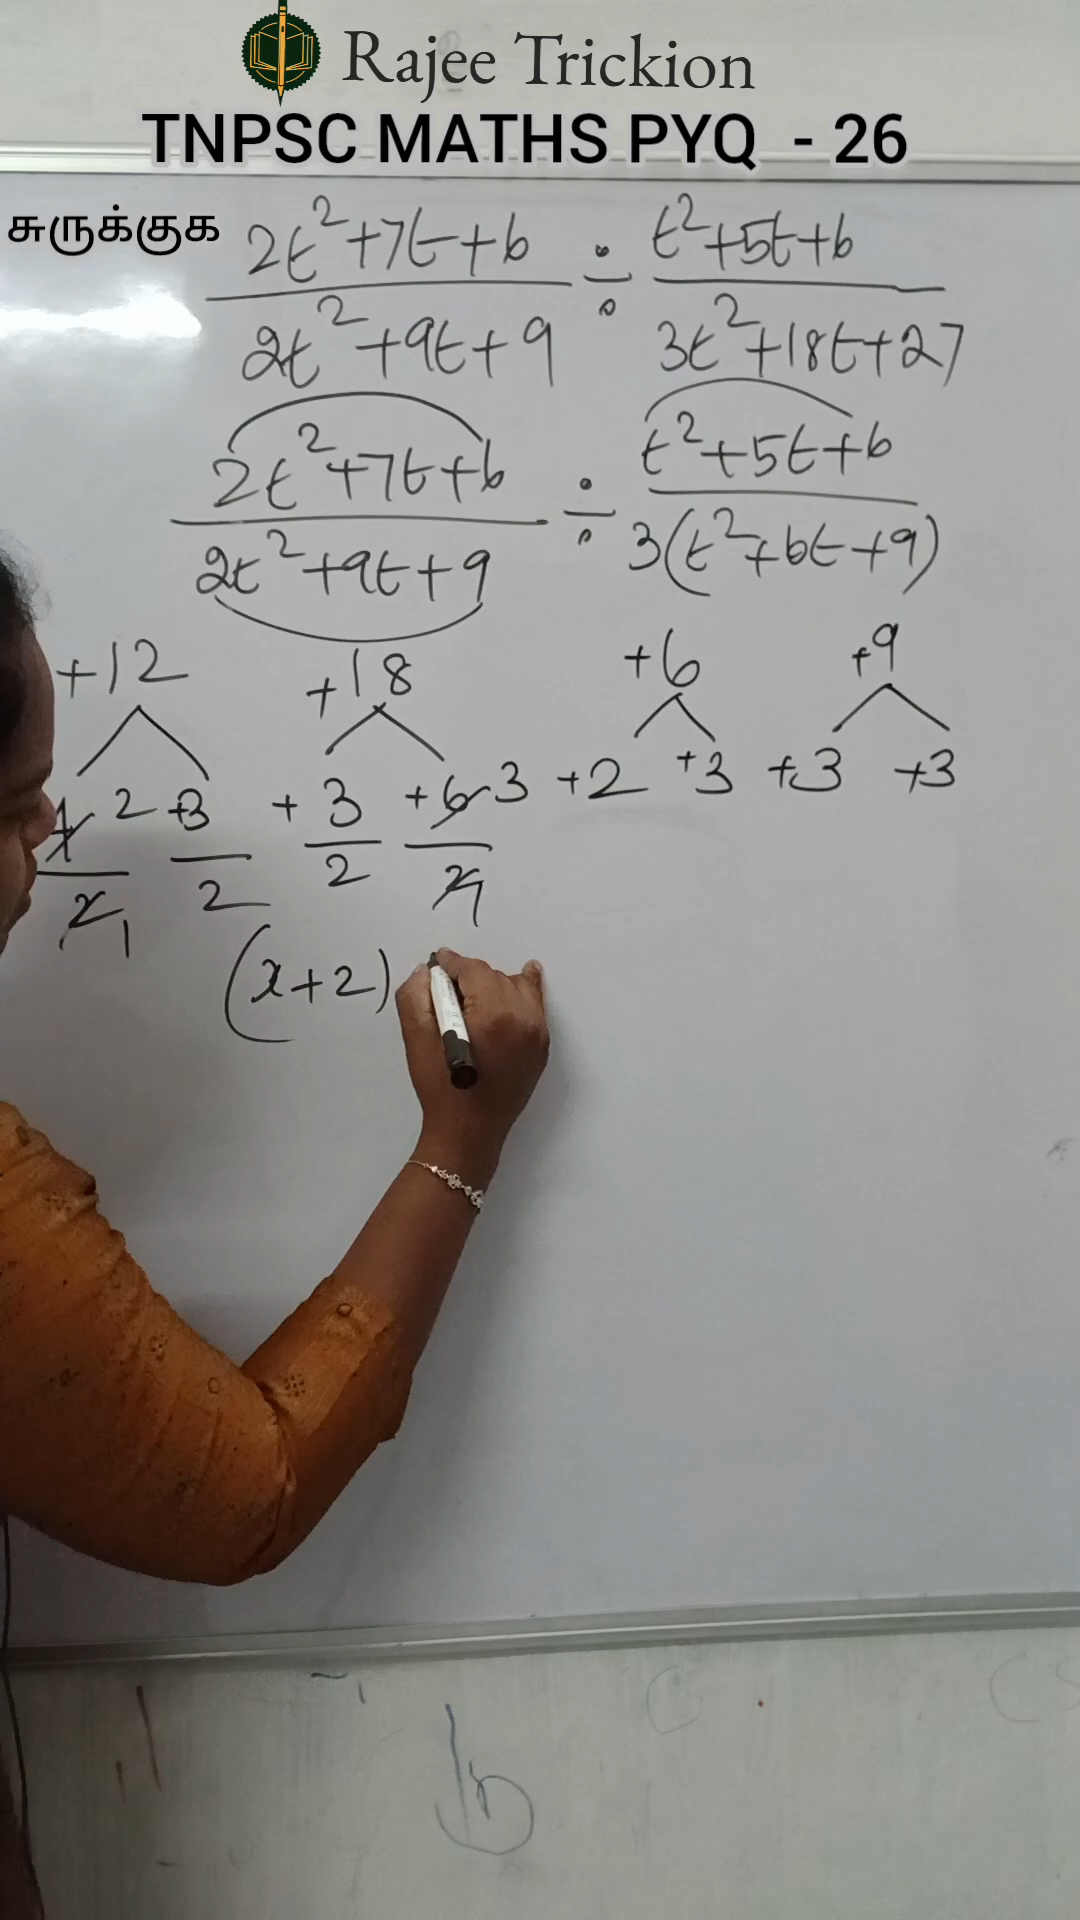 Rajee Trickion
TNPSC MATHS PYQ - 26
சுருக்குக
2t²+7t+6 / 2t²+9t+9 ÷ t²+5t+6 / 3t²+18t+27
2t²+7t+6 / 2t²+9t+9 ÷ t²+5t+6 / 3(t²+6t+9)
+12 +18 +6 +9
4 2 +3 +3 +6 3 +2 +3 +3 +3
2 1 2 2 2 1
(x+2)